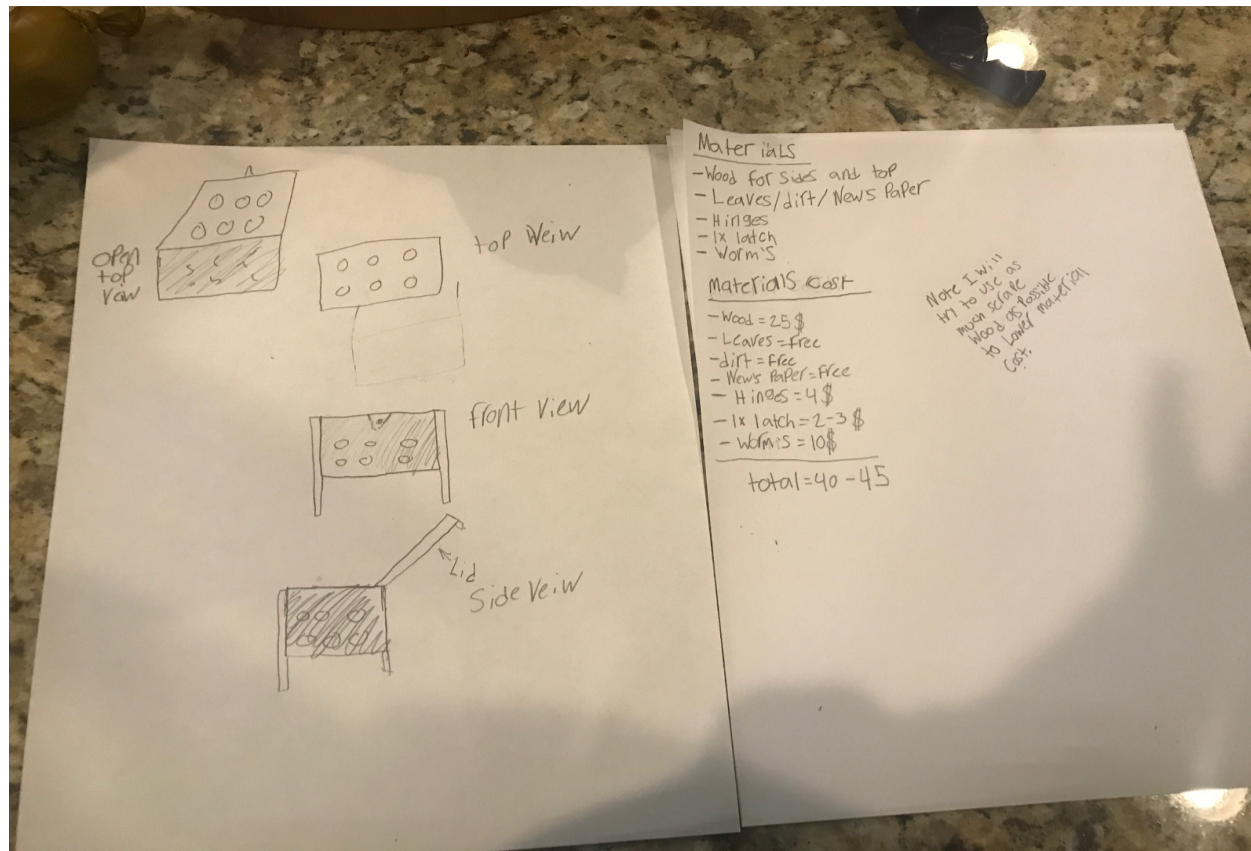 open
top
vaw
top Weiw
front view
Lid
Side veiw
Materials
- Wood for sides and top
- Leaves/dirt/News Paper
- Hinges
- 1x latch
- Worm's
Materials Cost
- Wood = 25$
- Leaves = free
- dirt = Free
- News Paper = Free
- Hinges = 4$
- 1x latch = 2-3$
- Worm's = 10$
total = 40 - 45
Note I will
try to use as
much scrape
wood as Possible
to Lower material
Cost.